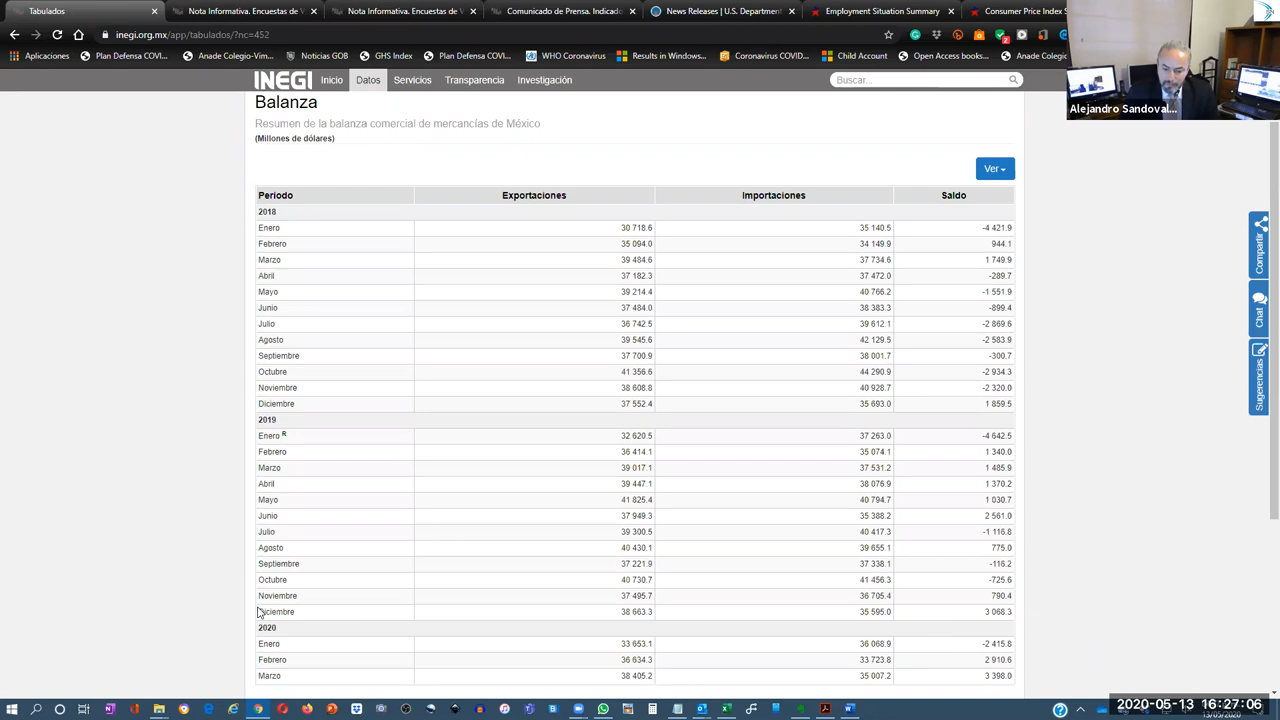 Tabulados × Nota Informativa. Encuestas de V × Nota Informativa. Encuestas de V × Comunicado de Prensa. Indicado × News Releases | U.S. Department × Employment Situation Summary × Consumer Price Index S
inegi.org.mx/app/tabulados/?nc=452
Aplicaciones Plan Defensa COVI... Anade Colegio-Vim... Noticias GOB GHS Index Plan Defensa COVI... WHO Coronavirus Results in Windows... Coronavirus COVID... Child Account Open Access books... Anade Colegio
INEGI Inicio Datos Servicios Transparencia Investigación Buscar...
Alejandro Sandoval...
Balanza
Resumen de la balanza comercial de mercancías de México
(Millones de dólares)
Ver
Periodo Exportaciones Importaciones Saldo
2018
Enero 30 718.6 35 140.5 -4 421.9
Febrero 35 094.0 34 149.9 944.1
Marzo 39 484.6 37 734.6 1 749.9
Abril 37 182.3 37 472.0 -289.7
Mayo 39 214.4 40 766.2 -1 551.9
Junio 37 484.0 38 383.3 -899.4
Julio 36 742.5 39 612.1 -2 869.6
Agosto 39 545.6 42 129.5 -2 583.9
Septiembre 37 700.9 38 001.7 -300.7
Octubre 41 356.6 44 290.9 -2 934.3
Noviembre 38 608.8 40 928.7 -2 320.0
Diciembre 37 552.4 35 693.0 1 859.5
2019
Enero R 32 620.5 37 263.0 -4 642.5
Febrero 36 414.1 35 074.1 1 340.0
Marzo 39 017.1 37 531.2 1 485.9
Abril 39 447.1 38 076.9 1 370.2
Mayo 41 825.4 40 794.7 1 030.7
Junio 37 949.3 35 388.2 2 561.0
Julio 39 300.5 40 417.3 -1 116.8
Agosto 40 430.1 39 655.1 775.0
Septiembre 37 221.9 37 338.1 -116.2
Octubre 40 730.7 41 456.3 -725.6
Noviembre 37 495.7 36 705.4 790.4
Diciembre 38 663.3 35 595.0 3 068.3
2020
Enero 33 653.1 36 068.9 -2 415.8
Febrero 36 634.3 33 723.8 2 910.6
Marzo 38 405.2 35 007.2 3 398.0
Compartir
Chat
Sugerencias
2020-05-13 16:27:06
13/05/2020